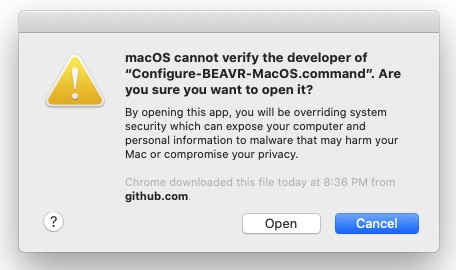 macOS cannot verify the developer of
“Configure-BEAVR-MacOS.command”. Are
you sure you want to open it?
By opening this app, you will be overriding system
security which can expose your computer and
personal information to malware that may harm your
Mac or compromise your privacy.
Chrome downloaded this file today at 8:36 PM from
github.com.
?
Open
Cancel